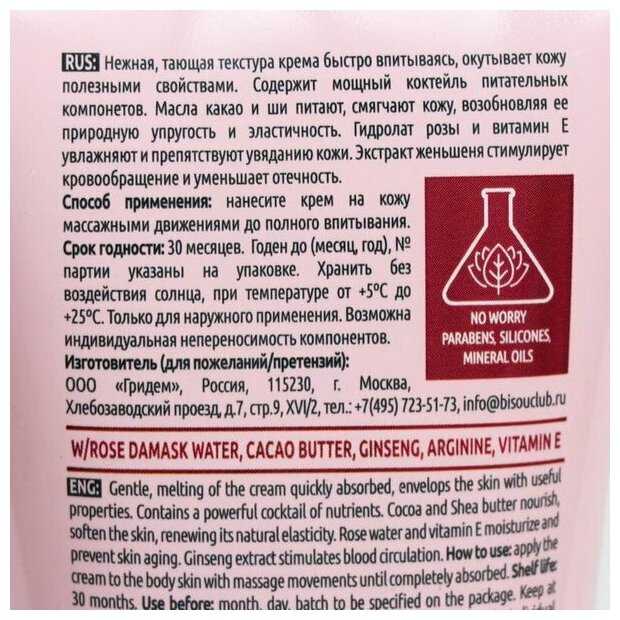 RUS: Нежная, тающая текстура крема быстро впитываясь, окутывает кожу
полезными свойствами. Содержит мощный коктейль питательных
компонетов. Масла какао и ши питают, смягчают кожу, возобновляя ее
природную упругость и эластичность. Гидролат розы и витамин Е
увлажняют и препятствуют увяданию кожи. Экстракт женьшеня стимулирует
кровообращение и уменьшает отечность.
Способ применения: нанесите крем на кожу
массажными движениями до полного впитывания.
Срок годности: 30 месяцев. Годен до (месяц, год), №
партии указаны на упаковке. Хранить без
воздействия солнца, при температуре от +5°С до
+25°С. Только для наружного применения. Возможна
индивидуальная непереносимость компонентов.
Изготовитель (для пожеланий/претензий):
ООО «Гридем», Россия, 115230, г. Москва,
Хлебозаводский проезд, д.7, стр.9, XVI/2, тел.: +7(495) 723-51-73, info@bisouclub.ru
NO WORRY
PARABENS, SILICONES,
MINERAL OILS
W/ROSE DAMASK WATER, CACAO BUTTER, GINSENG, ARGININE, VITAMIN E
ENG: Gentle, melting of the cream quickly absorbed, envelops the skin with useful
properties. Contains a powerful cocktail of nutrients. Cocoa and Shea butter nourish,
soften the skin, renewing its natural elasticity. Rose water and vitamin E moisturize and
prevent skin aging. Ginseng extract stimulates blood circulation. How to use: apply the
cream to the body skin with massage movements until completely absorbed. Shelf life:
30 months. Use before: month, day, batch to be specified on the package. Keep at